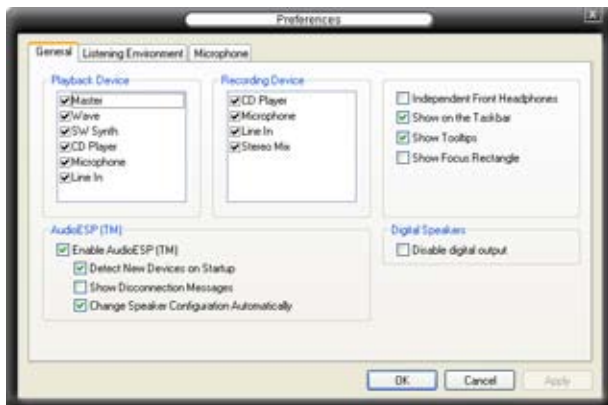 Preferences
General
Listening Environment
Microphone
Playback Device
Master
Wave
SW Synth
CD Player
Microphone
Line In
Recording Device
CD Player
Microphone
Line In
Stereo Mix
Independent Front Headphones
Show on the Taskbar
Show Tooltips
Show Focus Rectangle
AudioESP (TM)
Enable AudioESP (TM)
Detect New Devices on Startup
Show Disconnection Messages
Change Speaker Configuration Automatically
Digital Speakers
Disable digital output
OK
Cancel
Apply